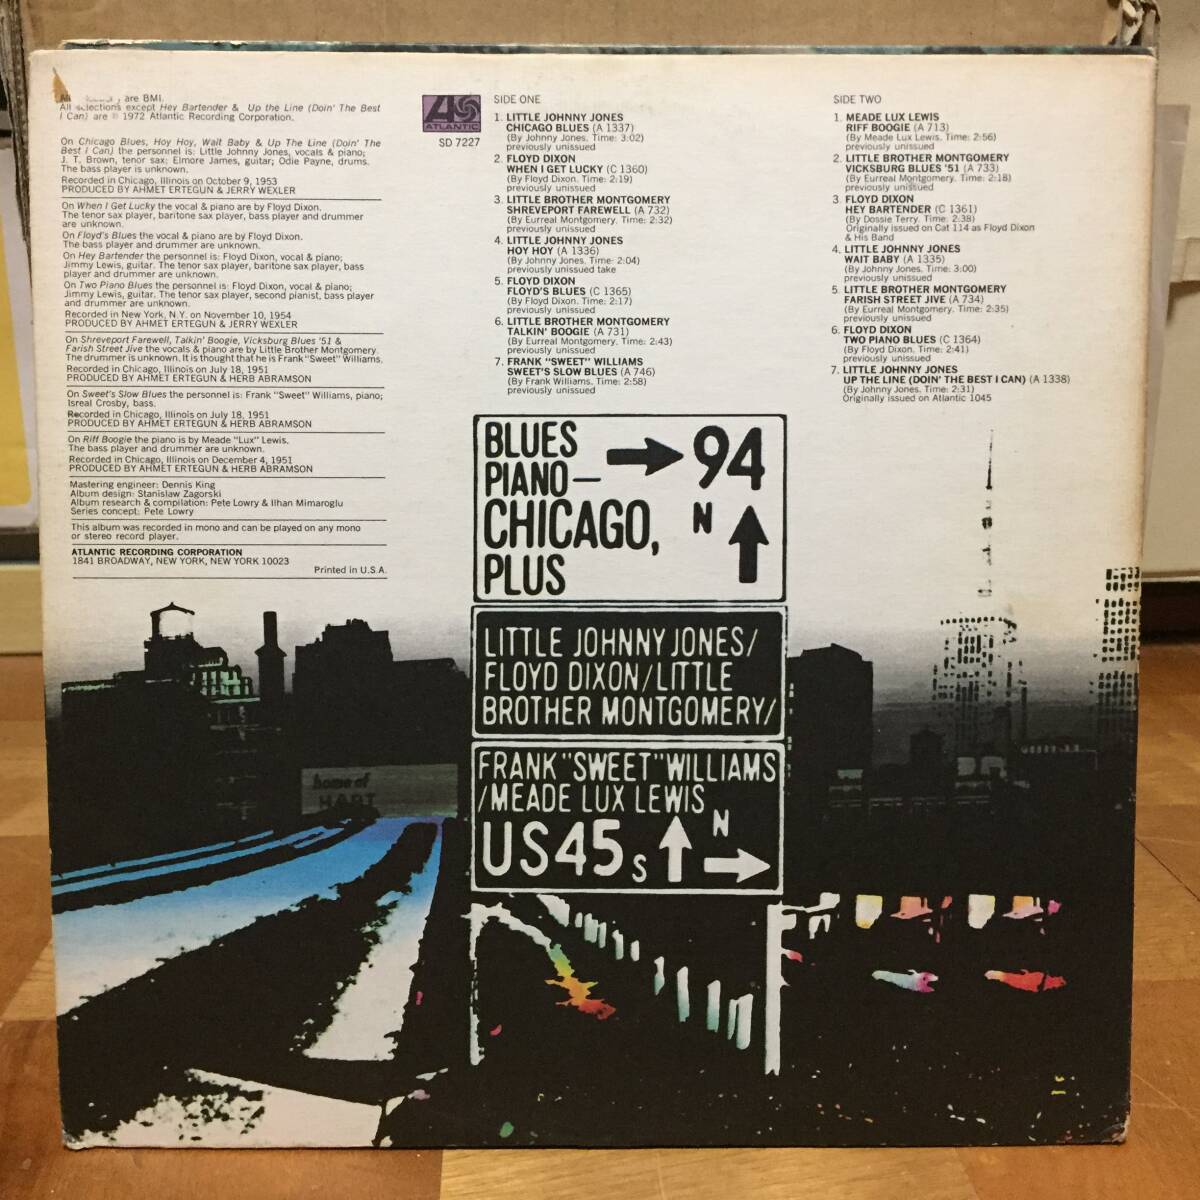 All selections are BMI.
All selections except Hey Bartender & Up the Line (Doin' The Best
I Can) are ℗ 1972 Atlantic Recording Corporation.
On Chicago Blues, Hoy Hoy, Wait Baby & Up The Line (Doin' The
Best I Can) the personnel is: Little Johnny Jones, vocals & piano;
J. T. Brown, tenor sax; Elmore James, guitar; Odie Payne, drums.
The bass player is unknown.
Recorded in Chicago, Illinois on October 9, 1953
PRODUCED BY AHMET ERTEGUN & JERRY WEXLER
On When I Get Lucky the vocal & piano are by Floyd Dixon.
The tenor sax player, baritone sax player, bass player and drummer
are unknown.
On Floyd's Blues the vocal & piano are by Floyd Dixon.
The bass player and drummer are unknown.
On Hey Bartender the personnel is: Floyd Dixon, vocal & piano;
Jimmy Lewis, guitar. The tenor sax player, baritone sax player, bass
player and drummer are unknown.
On Two Piano Blues the personnel is: Floyd Dixon, vocal & piano;
Jimmy Lewis, guitar. The tenor sax player, second pianist, bass player
and drummer are unknown.
Recorded in New York, N.Y. on November 10, 1954
PRODUCED BY AHMET ERTEGUN & JERRY WEXLER
On Shreveport Farewell, Talkin' Boogie, Vicksburg Blues '51 &
Farish Street Jive the vocals & piano are by Little Brother Montgomery.
The drummer is unknown. It is thought that he is Frank "Sweet" Williams.
Recorded in Chicago, Illinois on July 18, 1951
PRODUCED BY AHMET ERTEGUN & HERB ABRAMSON
On Sweet's Slow Blues the personnel is: Frank "Sweet" Williams, piano;
Isreal Crosby, bass.
Recorded in Chicago, Illinois on July 18, 1951
PRODUCED BY AHMET ERTEGUN & HERB ABRAMSON
On Riff Boogie the piano is by Meade "Lux" Lewis.
The bass player and drummer are unknown.
Recorded in Chicago, Illinois on December 4, 1951
PRODUCED BY AHMET ERTEGUN & HERB ABRAMSON
Mastering engineer: Dennis King
Album design: Stanislaw Zagorski
Album research & compilation: Pete Lowry & Ilhan Mimaroglu
Series concept: Pete Lowry
This album was recorded in mono and can be played on any mono
or stereo record player.
ATLANTIC RECORDING CORPORATION
1841 BROADWAY, NEW YORK, NEW YORK 10023
Printed in U.S.A.
ATLANTIC
SD 7227
SIDE ONE
1. LITTLE JOHNNY JONES
CHICAGO BLUES (A 1337)
(By Johnny Jones. Time: 3:02)
previously unissued
2. FLOYD DIXON
WHEN I GET LUCKY (C 1360)
(By Floyd Dixon. Time: 2:19)
previously unissued
3. LITTLE BROTHER MONTGOMERY
SHREVEPORT FAREWELL (A 732)
(By Eurreal Montgomery. Time: 2:32)
previously unissued
4. LITTLE JOHNNY JONES
HOY HOY (A 1336)
(By Johnny Jones. Time: 2:04)
previously unissued take
5. FLOYD DIXON
FLOYD'S BLUES (C 1365)
(By Floyd Dixon. Time: 2:17)
previously unissued
6. LITTLE BROTHER MONTGOMERY
TALKIN' BOOGIE (A 731)
(By Eurreal Montgomery. Time: 2:43)
previously unissued
7. FRANK "SWEET" WILLIAMS
SWEET'S SLOW BLUES (A 746)
(By Frank Williams. Time: 2:58)
previously unissued
SIDE TWO
1. MEADE LUX LEWIS
RIFF BOOGIE (A 713)
(By Meade Lux Lewis. Time: 2:56)
previously unissued
2. LITTLE BROTHER MONTGOMERY
VICKSBURG BLUES '51 (A 733)
(By Eurreal Montgomery. Time: 2:18)
previously unissued
3. FLOYD DIXON
HEY BARTENDER (C 1361)
(By Dossie Terry. Time: 2:38)
Originally issued on Cat 114 as Floyd Dixon
& His Band
4. LITTLE JOHNNY JONES
WAIT BABY (A 1335)
(By Johnny Jones. Time: 3:00)
previously unissued
5. LITTLE BROTHER MONTGOMERY
FARISH STREET JIVE (A 734)
(By Eurreal Montgomery. Time: 2:35)
previously unissued
6. FLOYD DIXON
TWO PIANO BLUES (C 1364)
(By Floyd Dixon. Time: 2:41)
previously unissued
7. LITTLE JOHNNY JONES
UP THE LINE (DOIN' THE BEST I CAN) (A 1338)
(By Johnny Jones. Time: 2:31)
Originally issued on Atlantic 1045
BLUES → 94
PIANO—
CHICAGO, N ↑
PLUS
LITTLE JOHNNY JONES/
FLOYD DIXON/LITTLE
BROTHER MONTGOMERY/
FRANK "SWEET" WILLIAMS
/MEADE LUX LEWIS
US 45 S ↑ N →
home of
HART